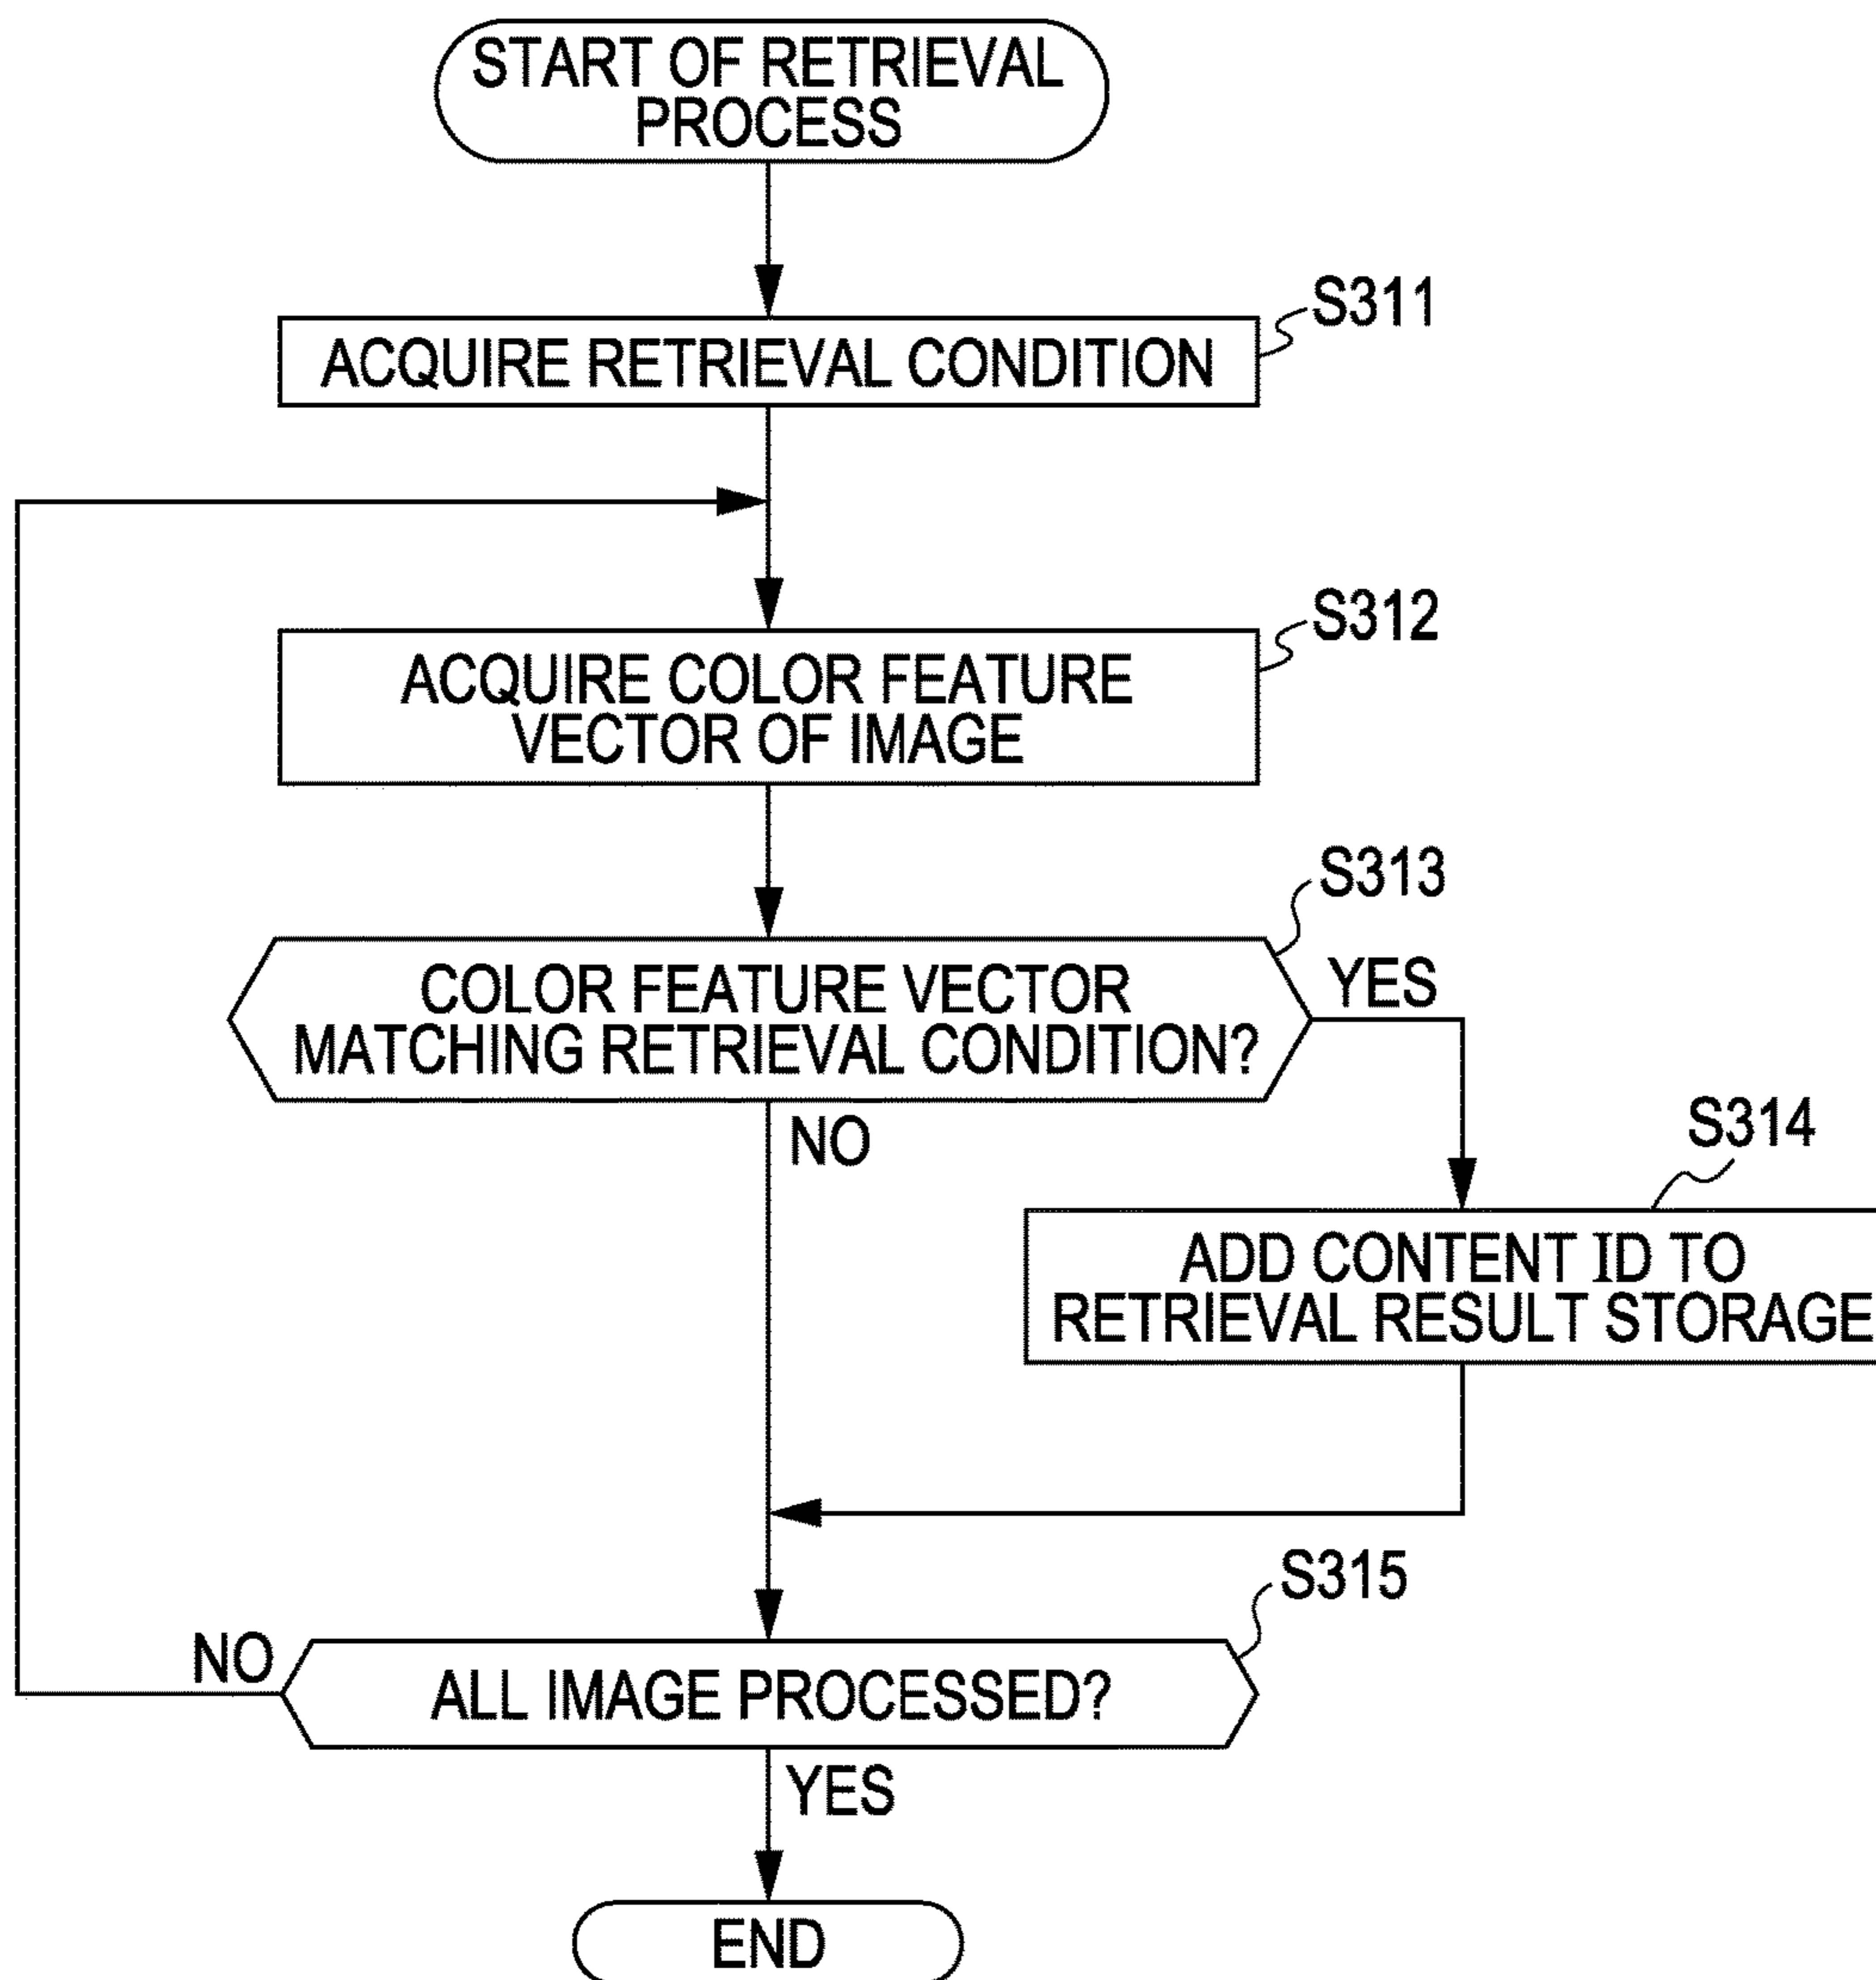 START OF RETRIEVAL
PROCESS
S311
ACQUIRE RETRIEVAL CONDITION
S312
ACQUIRE COLOR FEATURE
VECTOR OF IMAGE
S313
COLOR FEATURE VECTOR
MATCHING RETRIEVAL CONDITION?
YES
NO
S314
ADD CONTENT ID TO
RETRIEVAL RESULT STORAGE
S315
NO
ALL IMAGE PROCESSED?
YES
END